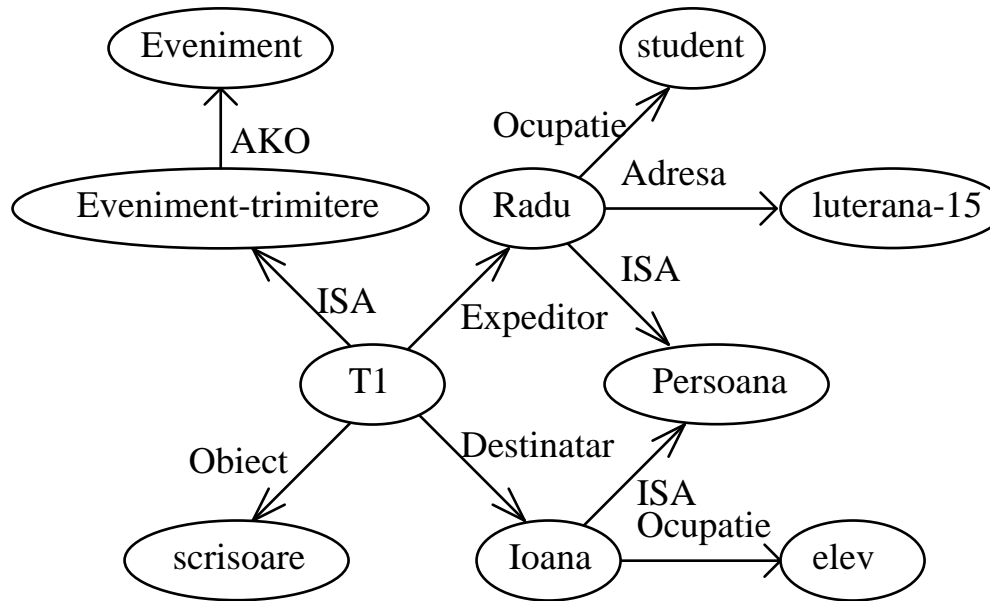 Eveniment
student
Ocupatie
AKO
Adresa
Eveniment-trimitere
Radu
luterana-15
ISA
ISA
Expeditor
T1
Persoana
Obiect
Destinatar
ISA
Ocupatie
scrisoare
Ioana
elev